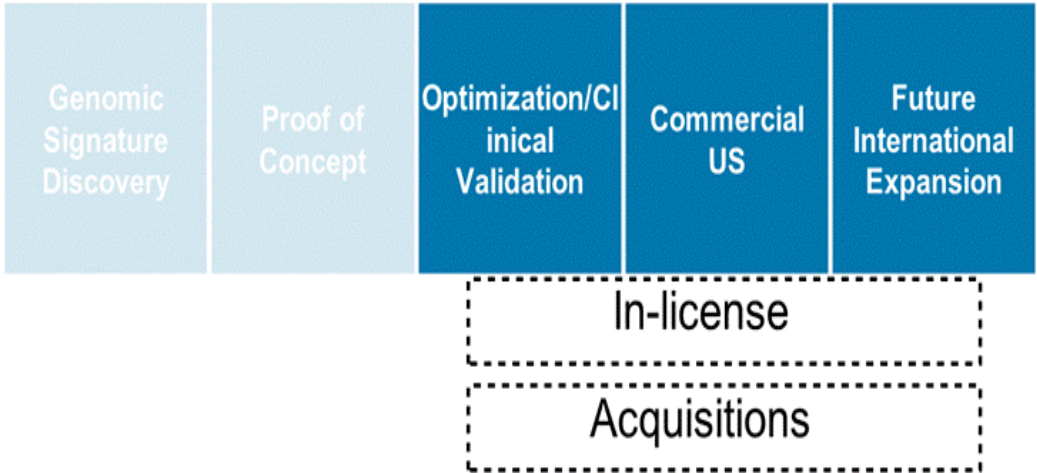 Genomic
Signature
Discovery
Proof of
Concept
Optimization/Cl
inical
Validation
Commercial
US
Future
International
Expansion
In-license
Acquisitions